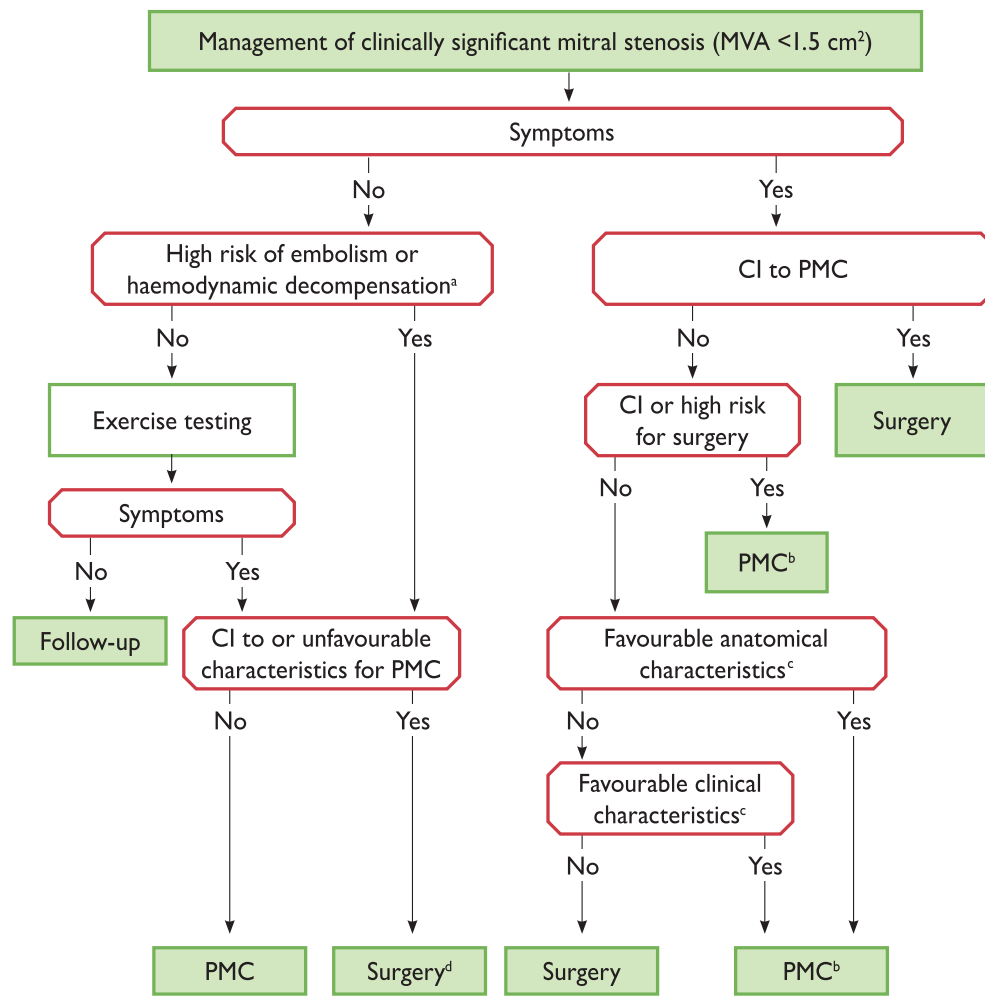 Management of clinically significant mitral stenosis (MVA <1.5 cm²)
Symptoms
No
Yes
High risk of embolism or
haemodynamic decompensationᵃ
CI to PMC
No
Yes
No
Yes
Exercise testing
CI or high risk
for surgery
Surgery
Symptoms
No
Yes
No
Yes
PMCᵇ
Follow-up
CI to or unfavourable
characteristics for PMC
Favourable anatomical
characteristicsᶜ
No
Yes
No
Yes
Favourable clinical
characteristicsᶜ
No
Yes
PMC
Surgeryᵈ
Surgery
PMCᵇ